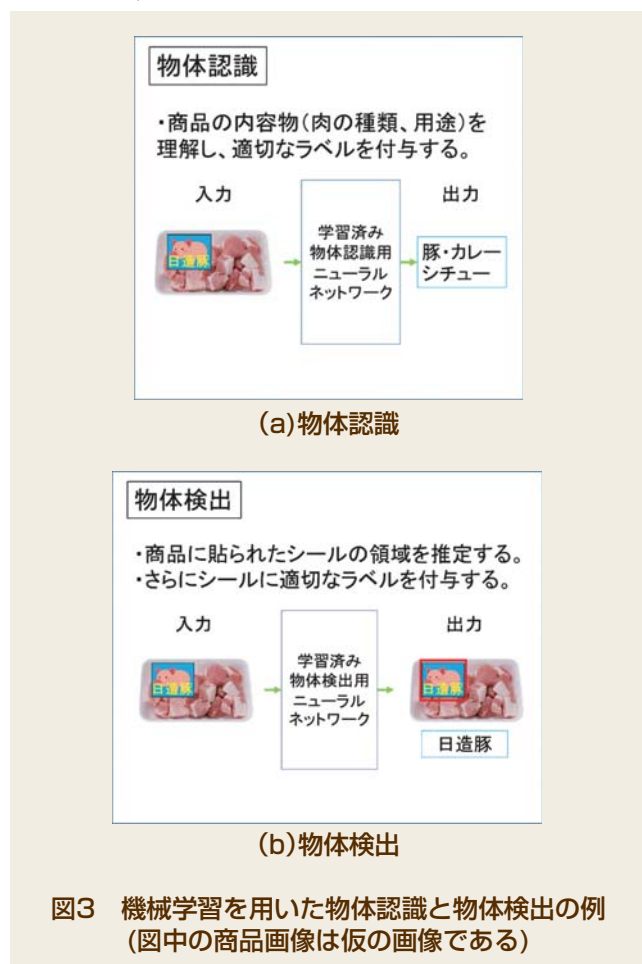 物体認識
・商品の内容物(肉の種類、用途)を
理解し、適切なラベルを付与する。
入力
出力
日造豚
学習済み
物体認識用
ニューラル
ネットワーク
豚・カレー
シチュー
(a)物体認識
物体検出
・商品に貼られたシールの領域を推定する。
・さらにシールに適切なラベルを付与する。
入力
出力
日造豚
学習済み
物体検出用
ニューラル
ネットワーク
日造豚
日造豚
(b)物体検出
図3 機械学習を用いた物体認識と物体検出の例
(図中の商品画像は仮の画像である)